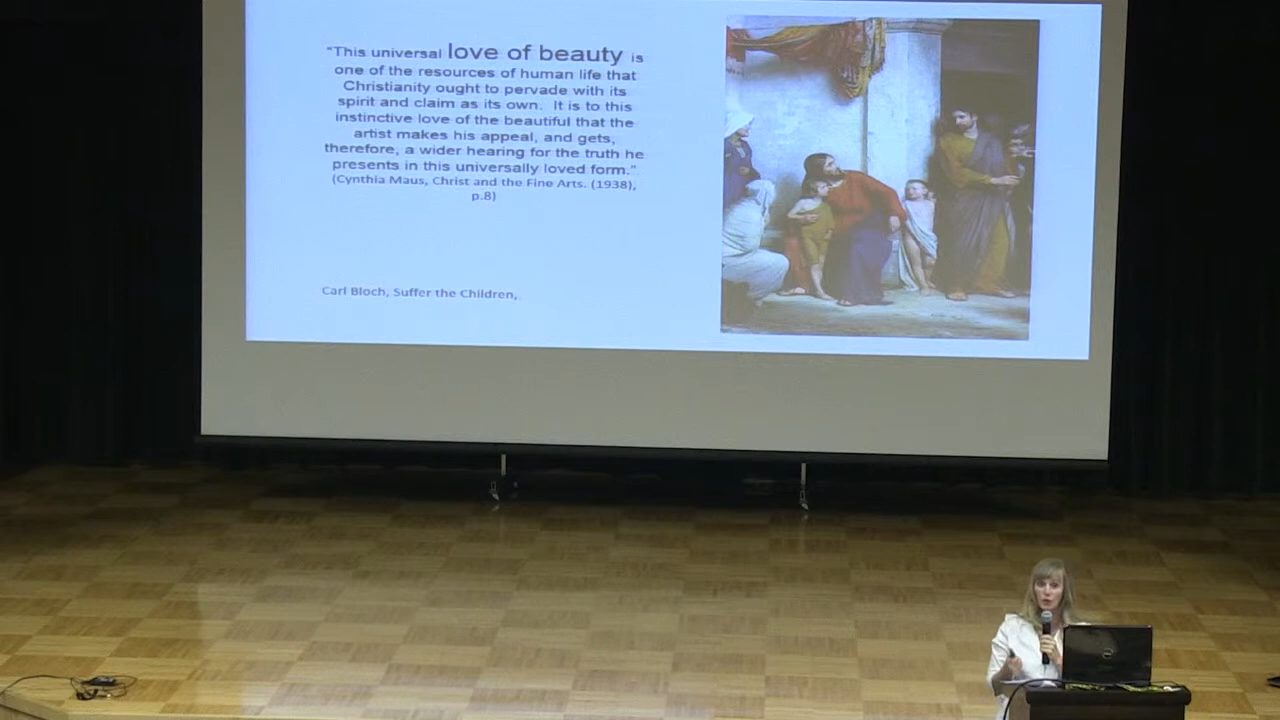 "This universal love of beauty is
one of the resources of human life that
Christianity ought to pervade with its
spirit and claim as its own. It is to this
instinctive love of the beautiful that the
artist makes his appeal, and gets,
therefore, a wider hearing for the truth he
presents in this universally loved form."
(Cynthia Maus, Christ and the Fine Arts. (1938),
p.8)
Carl Bloch, Suffer the Children,